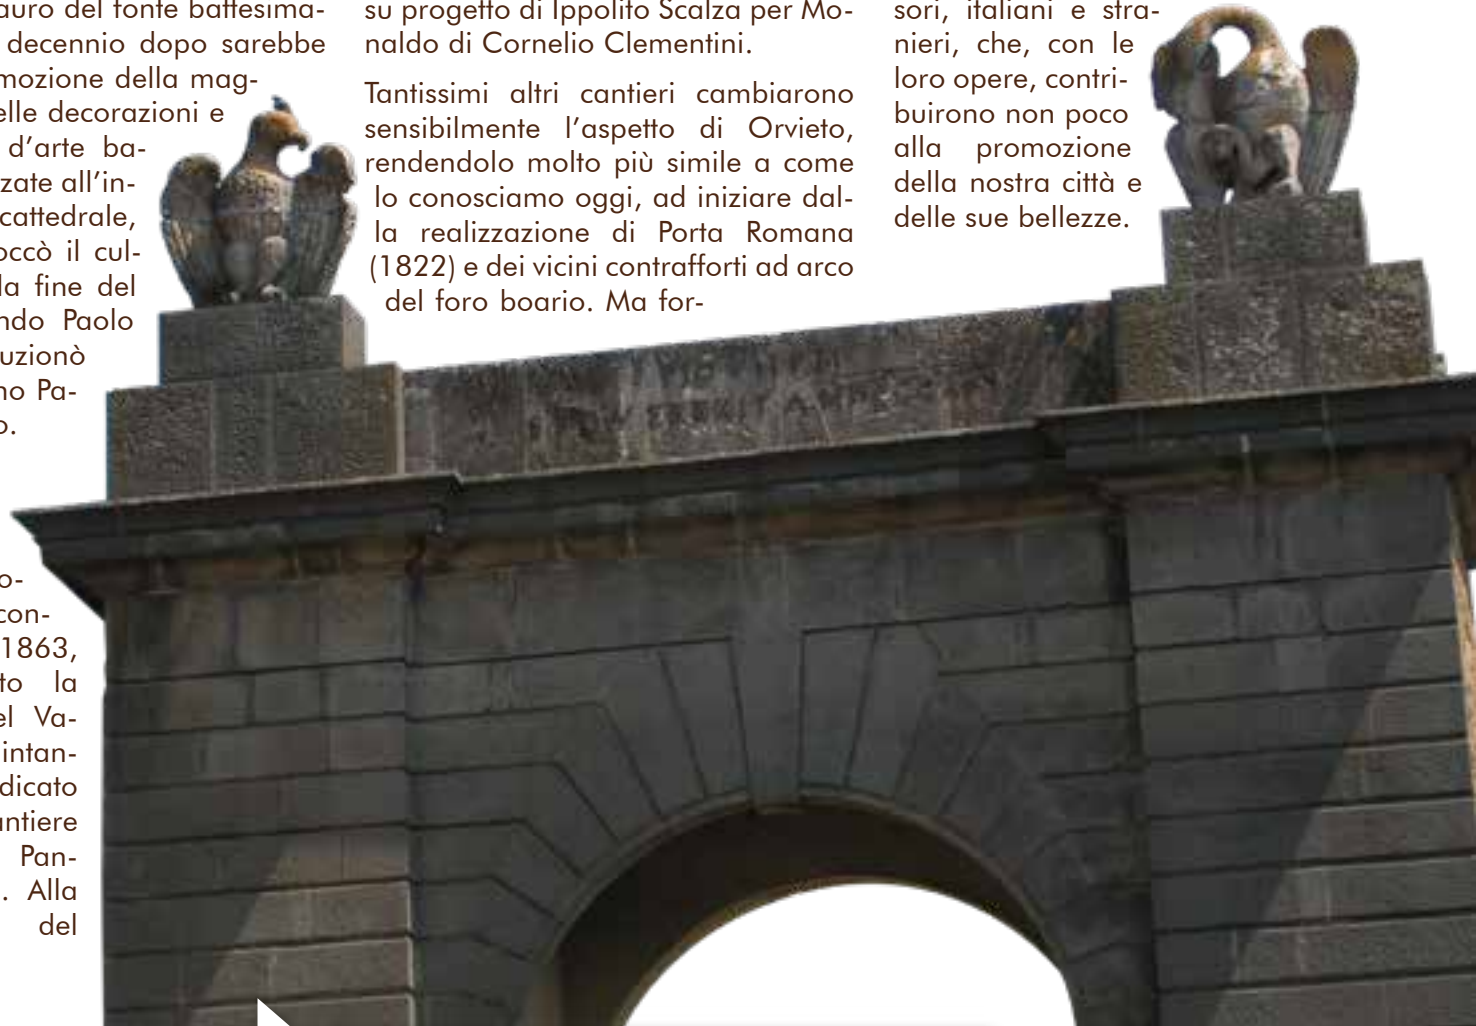 auro del fonte battesima-
decennio dopo sarebbe
mozione della mag-
elle decorazioni e
d’arte ba-
zate all’in-
cattedrale,
occò il cul-
la fine del
ndo Paolo
uzionò
no Pa-
o.
o-
con-
1863,
to la
el Va-
’intan-
dicato
antiere
Pan-
. Alla
del
su progetto di Ippolito Scalza per Mo-
naldo di Cornelio Clementini.
Tantissimi altri cantieri cambiarono
sensibilmente l’aspetto di Orvieto,
rendendolo molto più simile a come
lo conosciamo oggi, ad iniziare dal-
la realizzazione di Porta Romana
(1822) e dei vicini contrafforti ad arco
del foro boario. Ma for-
sori, italiani e stra-
nieri, che, con le
loro opere, contri-
buirono non poco
alla promozione
della nostra città e
delle sue bellezze.